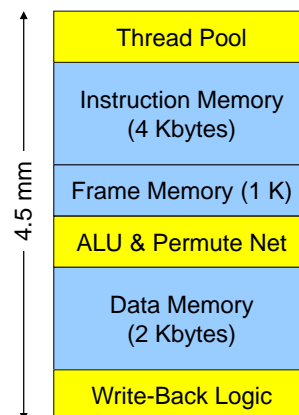 Thread Pool
Instruction Memory
(4 Kbytes)
Frame Memory (1 K)
ALU & Permute Net
Data Memory
(2 Kbytes)
Write-Back Logic
4.5 mm